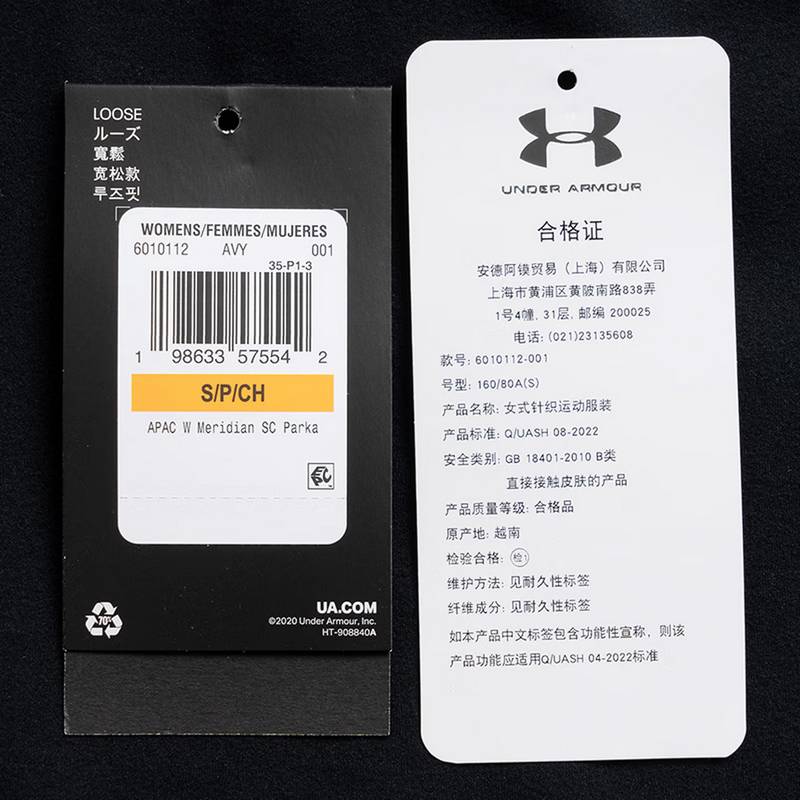 LOOSE
ルーズ
寬鬆
宽松款
루즈핏
WOMENS/FEMMES/MUJERES
6010112 AVY 001
35-P1-3
1 98633 57554 2
S/P/CH
APAC W Meridian SC Parka
70%
UA.COM
©2020 Under Armour, Inc.
HT-908840A
UNDER ARMOUR
合格证
安德阿镆贸易（上海）有限公司
上海市黄浦区黄陂南路838弄
1号4幢, 31层, 邮编 200025
电话: (021)23135608
款号: 6010112-001
号型: 160/80A(S)
产品名称: 女式针织运动服装
产品标准: Q/UASH 08-2022
安全类别: GB 18401-2010 B类
直接接触皮肤的产品
产品质量等级: 合格品
原产地: 越南
检验合格: 检1
维护方法: 见耐久性标签
纤维成分: 见耐久性标签
如本产品中文标签包含功能性宣称，则该
产品功能应适用Q/UASH 04-2022标准